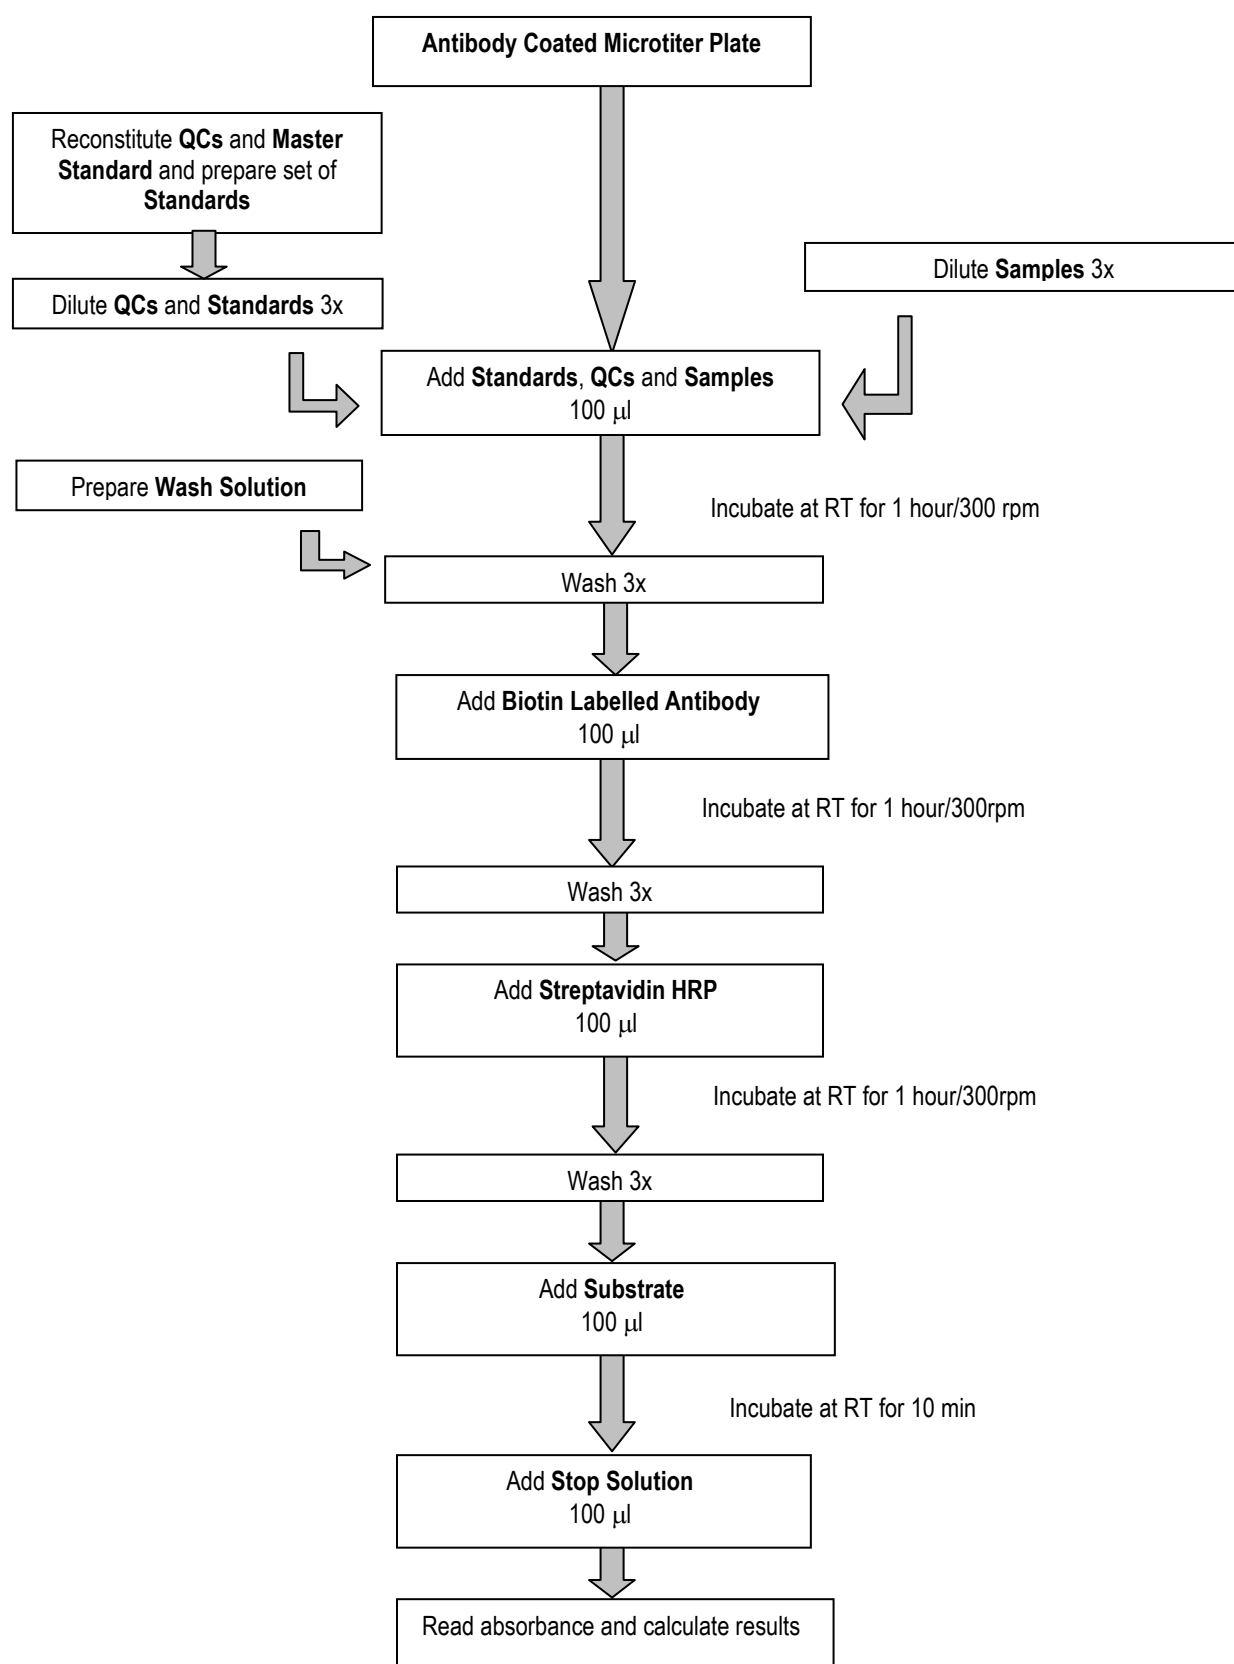 Antibody Coated Microtiter Plate
Reconstitute QCs and Master
Standard and prepare set of
Standards
Dilute QCs and Standards 3x
Dilute Samples 3x
Add Standards, QCs and Samples
100 μl
Prepare Wash Solution
Incubate at RT for 1 hour/300 rpm
Wash 3x
Add Biotin Labelled Antibody
100 μl
Incubate at RT for 1 hour/300rpm
Wash 3x
Add Streptavidin HRP
100 μl
Incubate at RT for 1 hour/300rpm
Wash 3x
Add Substrate
100 μl
Incubate at RT for 10 min
Add Stop Solution
100 μl
Read absorbance and calculate results